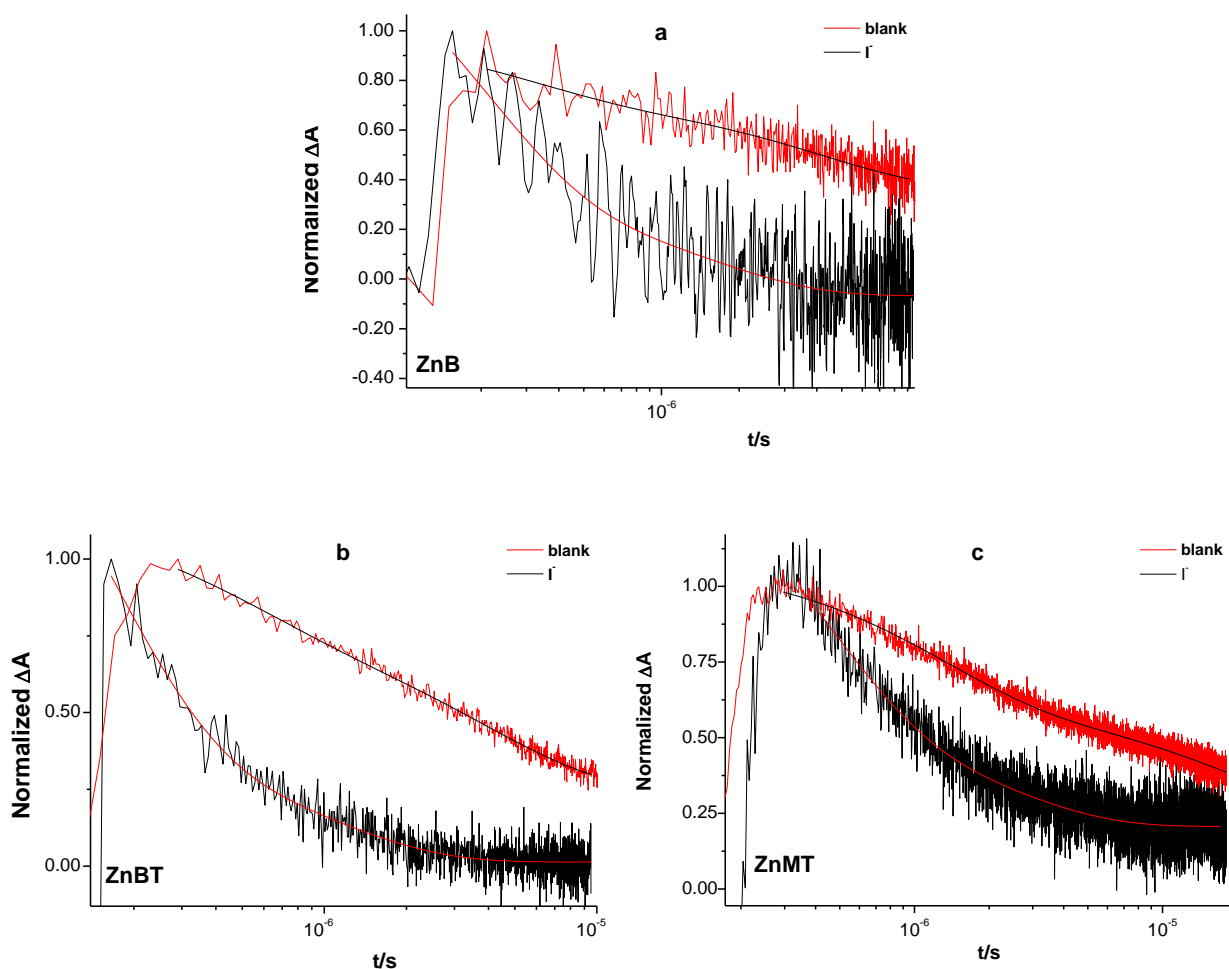 a
blank
I⁻
1.00
0.80
0.60
0.40
0.20
0.00
-0.20
-0.40
Normalized ΔA
ZnB
10⁻⁶
t/s
b
blank
I⁻
1.00
0.50
0.00
Normalized ΔA
ZnBT
10⁻⁶
10⁻⁵
t/s
c
blank
I⁻
1.00
0.75
0.50
0.25
0.00
Normalized ΔA
ZnMT
10⁻⁶
10⁻⁵
t/s